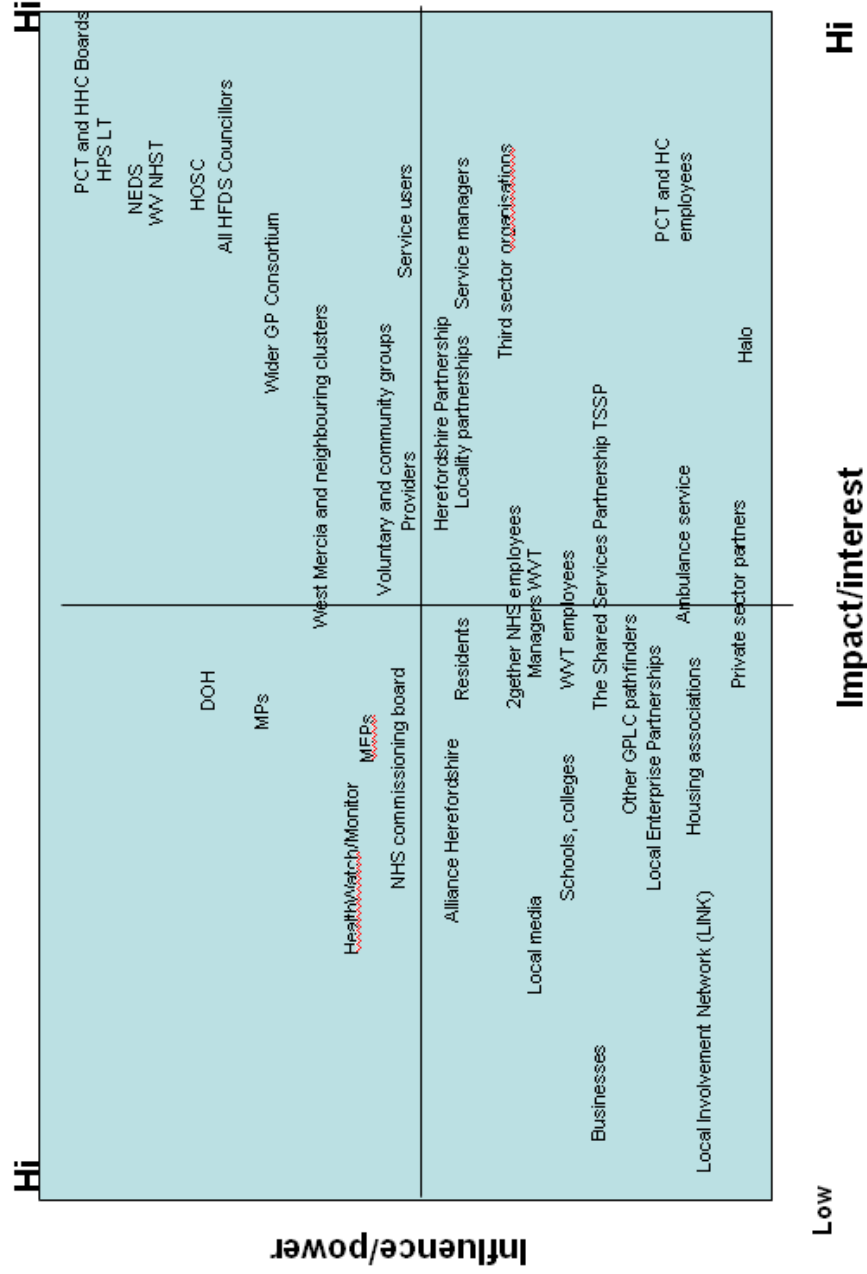 Hi
Hi
PCT and HHC Boards
HPS LT
NEDS
WV NHST
HOSC
All HFDS Councillors
DOH
MPs
Wider GP Consortium
West Mercia and neighbouring clusters
HealthWatch/Monitor
MEPs
NHS commissioning board
Voluntary and community groups
Providers
Service users
Influence/power
Alliance Herefordshire
Residents
Herefordshire Partnership
Locality partnerships
Service managers
Third sector organisations
Local media
2gether NHS employees
Managers WVT
Schools, colleges
WVT employees
Businesses
The Shared Services Partnership TSSP
Other GPLC pathfinders
Local Enterprise Partnerships
PCT and HC
employees
Housing associations
Ambulance service
Local Involvement Network (LINK)
Private sector partners
Halo
Low
Impact/interest
Hi